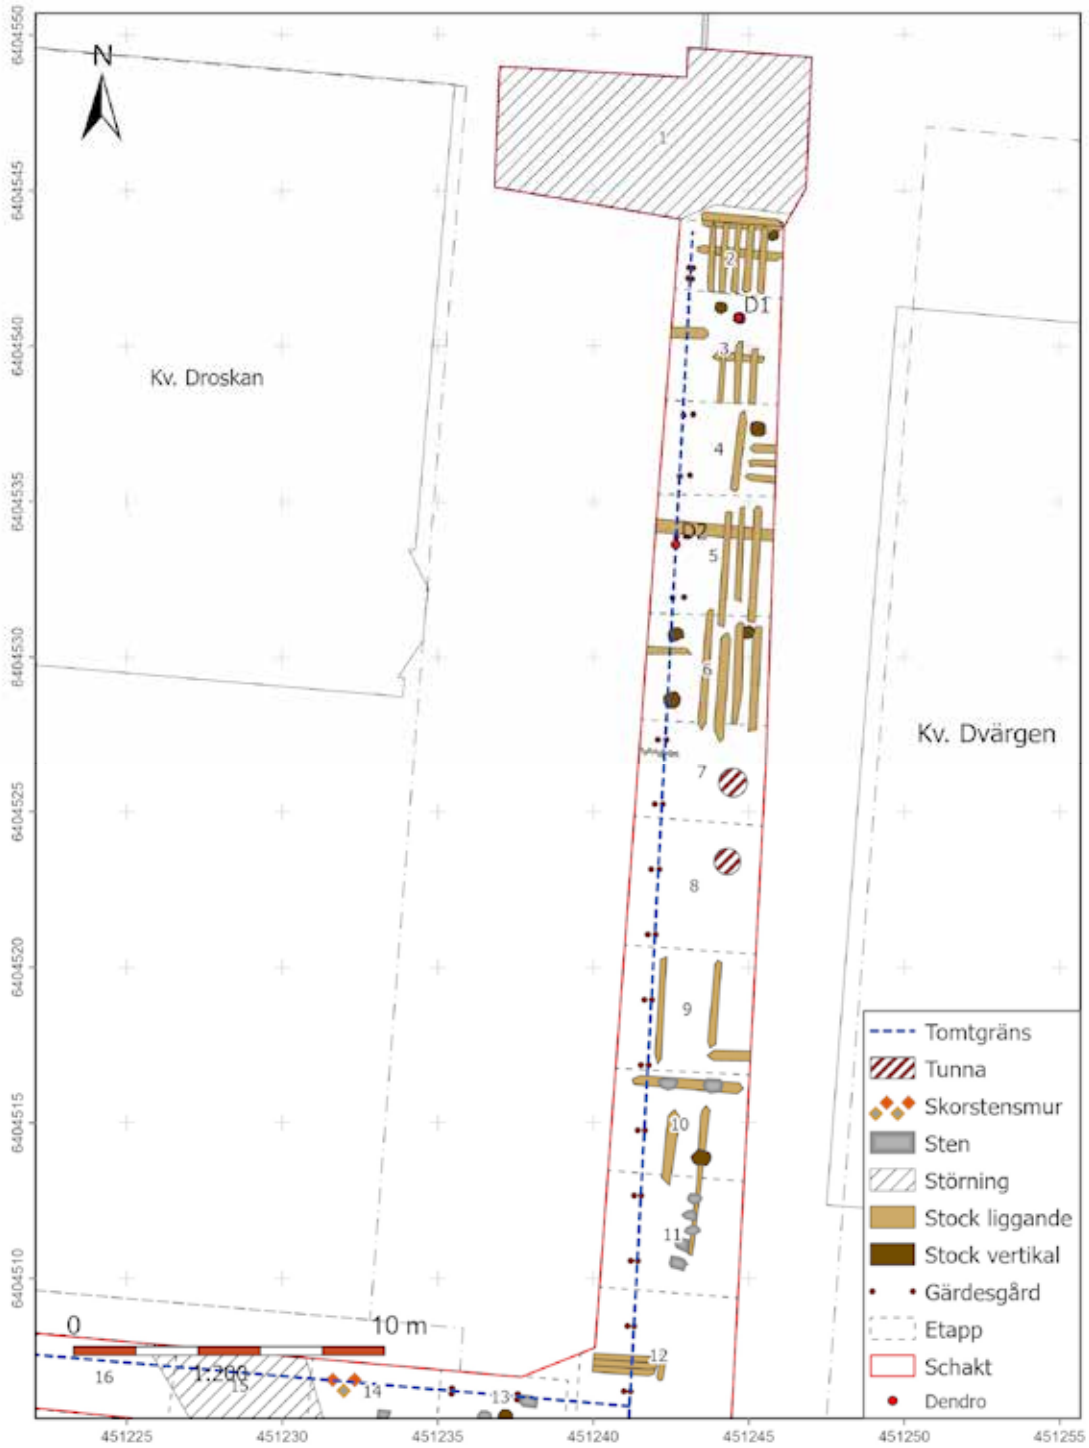 6404550
N
1
6404545
2
D1
6404540
3
Kv. Droskan
4
6404535
D2
5
6404530
6
Kv. Dvärgen
7
6404525
8
6404520
9
6404515
10
11
6404510
12
0 10 m
1:200
16 15 14 13
Tomtgräns
Tunna
Skorstensmur
Sten
Störning
Stock liggande
Stock vertikal
Gärdesgård
Etapp
Schakt
Dendro
451225 451230 451235 451240 451245 451250 451255